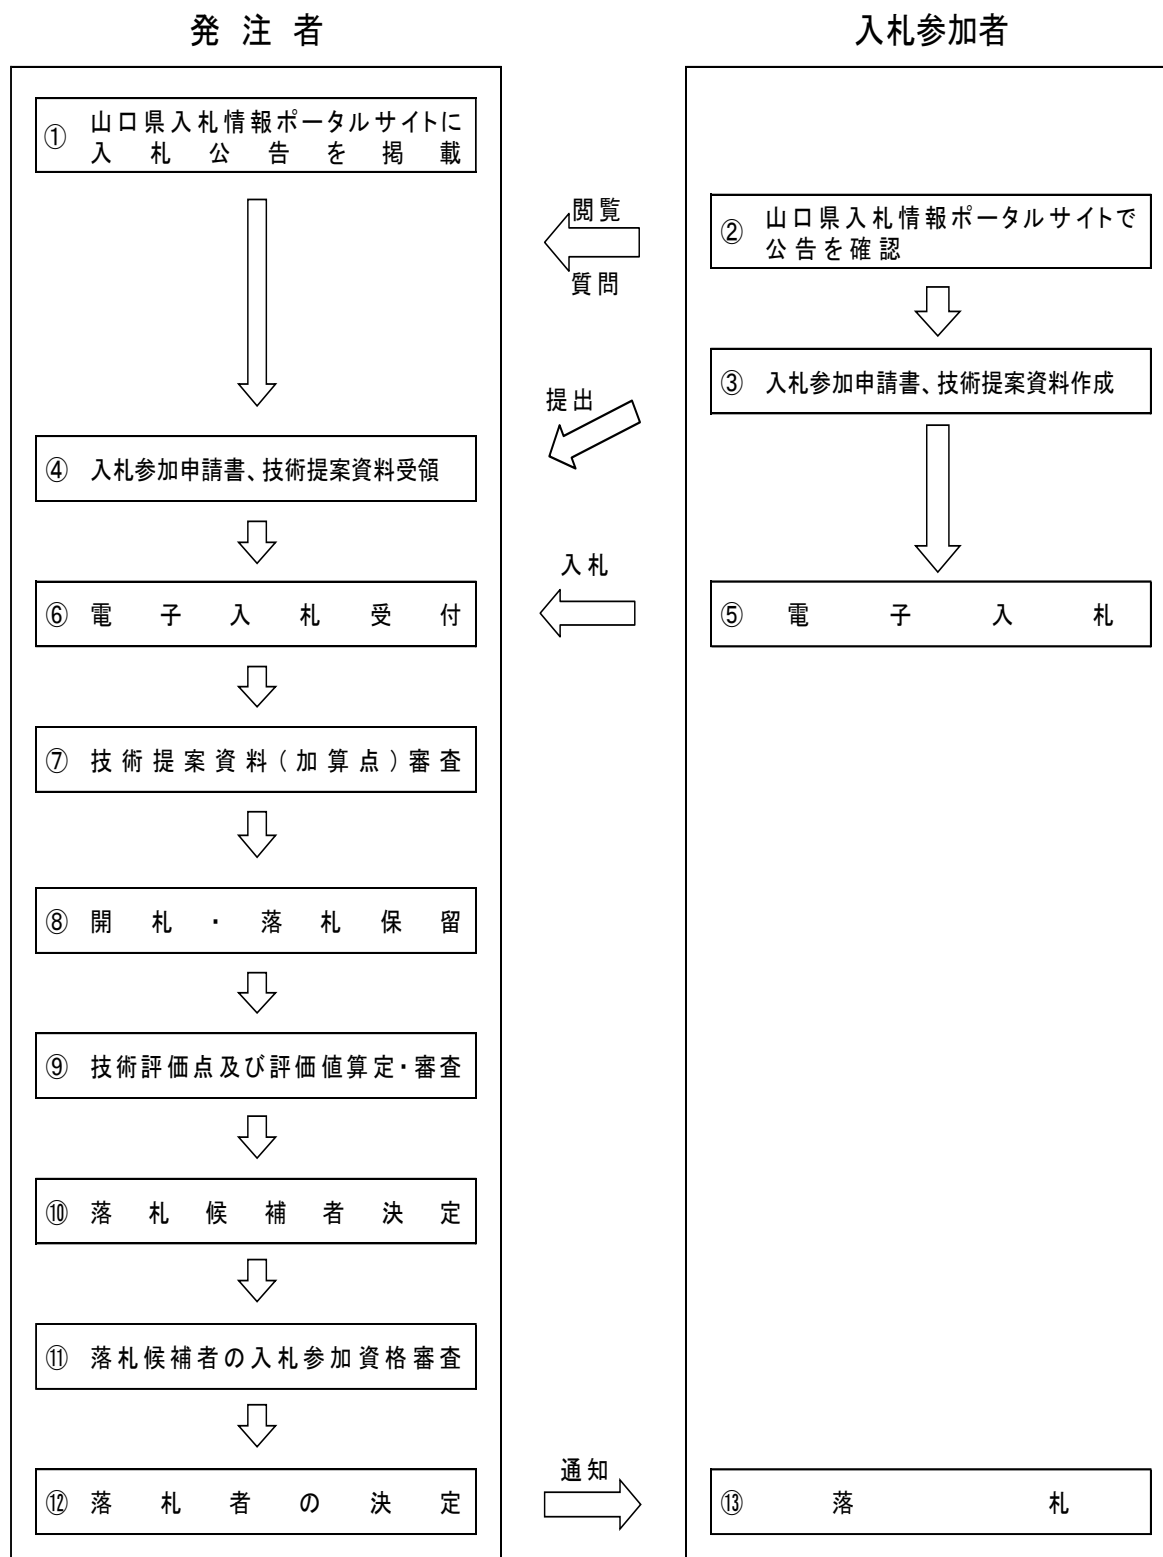 発注者
入札参加者
① 山口県入札情報ポータルサイトに
入札公告を掲載
閲覧
質問
② 山口県入札情報ポータルサイトで
公告を確認
③ 入札参加申請書、技術提案資料作成
提出
④ 入札参加申請書、技術提案資料受領
入札
⑥ 電子入札受付
⑤ 電子入札
⑦ 技術提案資料(加算点)審査
⑧ 開札・落札保留
⑨ 技術評価点及び評価値算定・審査
⑩ 落札候補者決定
⑪ 落札候補者の入札参加資格審査
通知
⑫ 落札者の決定
⑬ 落札